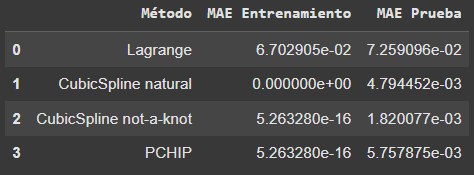 Método MAE Entrenamiento MAE Prueba
0 Lagrange 6.702905e-02 7.259096e-02
1 CubicSpline natural 0.000000e+00 4.794452e-03
2 CubicSpline not-a-knot 5.263280e-16 1.820077e-03
3 PCHIP 5.263280e-16 5.757875e-03